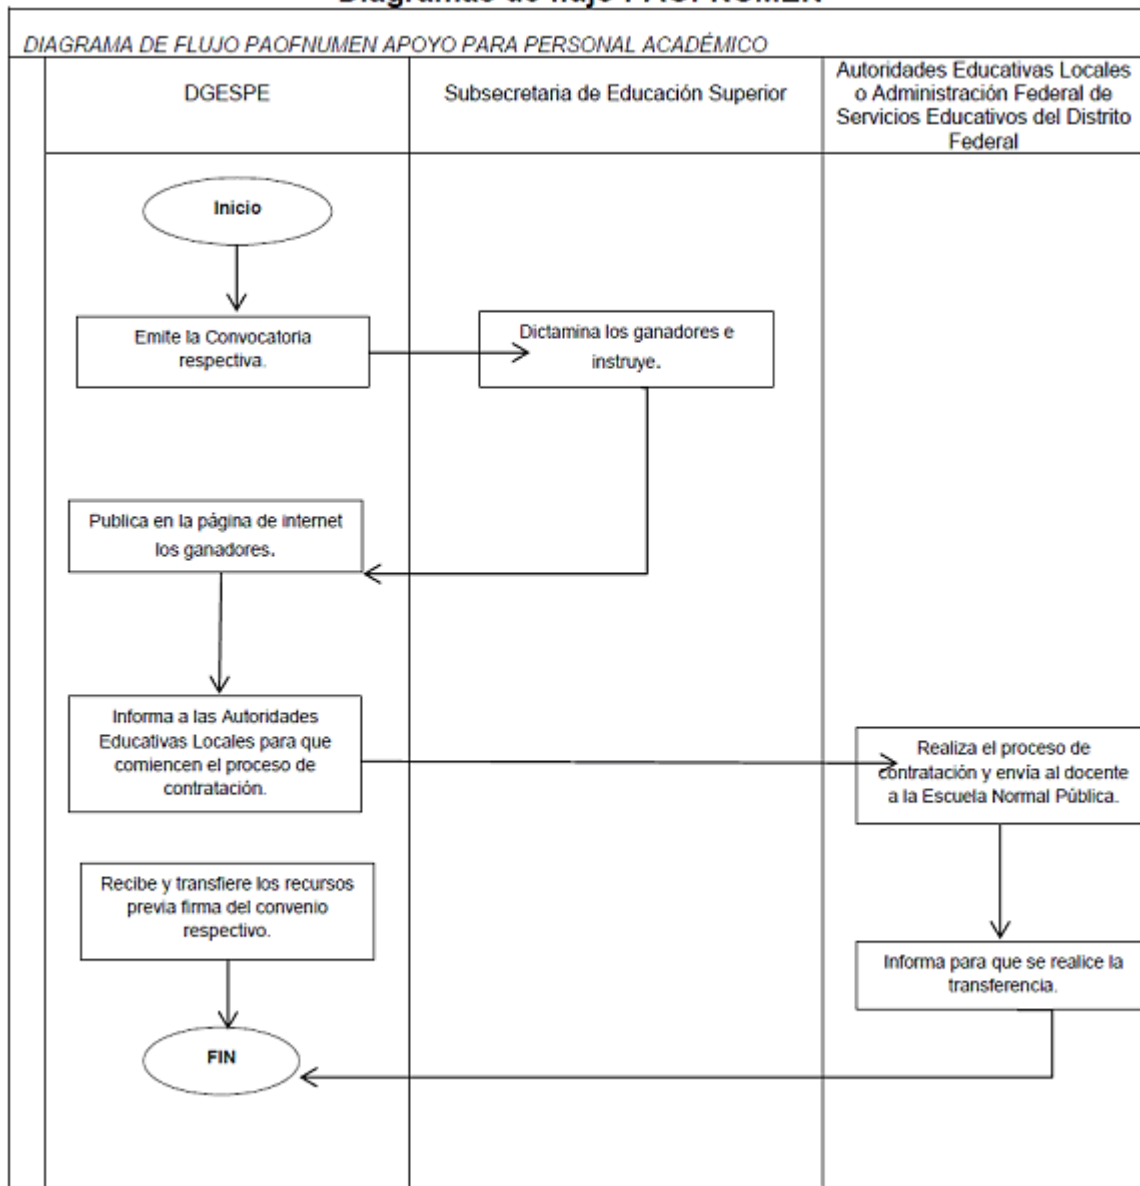 DIAGRAMA DE FLUJO PAOFNUMEN APOYO PARA PERSONAL ACADÉMICO
DGESPE
Subsecretaria de Educación Superior
Autoridades Educativas Locales
o Administración Federal de
Servicios Educativos del Distrito
Federal
Inicio
Emite la Convocatoria
respectiva.
Dictamina los ganadores e
instruye.
Publica en la página de internet
los ganadores.
Informa a las Autoridades
Educativas Locales para que
comiencen el proceso de
contratación.
Realiza el proceso de
contratación y envía al docente
a la Escuela Normal Pública.
Recibe y transfiere los recursos
previa firma del convenio
respectivo.
Informa para que se realice la
transferencia.
FIN